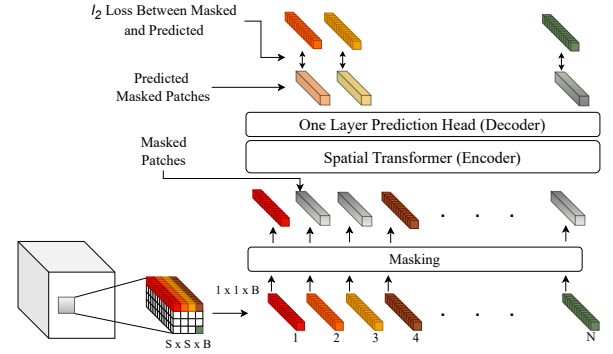 l2 Loss Between Masked
and Predicted
Predicted
Masked Patches
One Layer Prediction Head (Decoder)
Spatial Transformer (Encoder)
Masked
Patches
. . .
Masking
1 x 1 x B
. . .
1 2 3 4 N
S x S x B